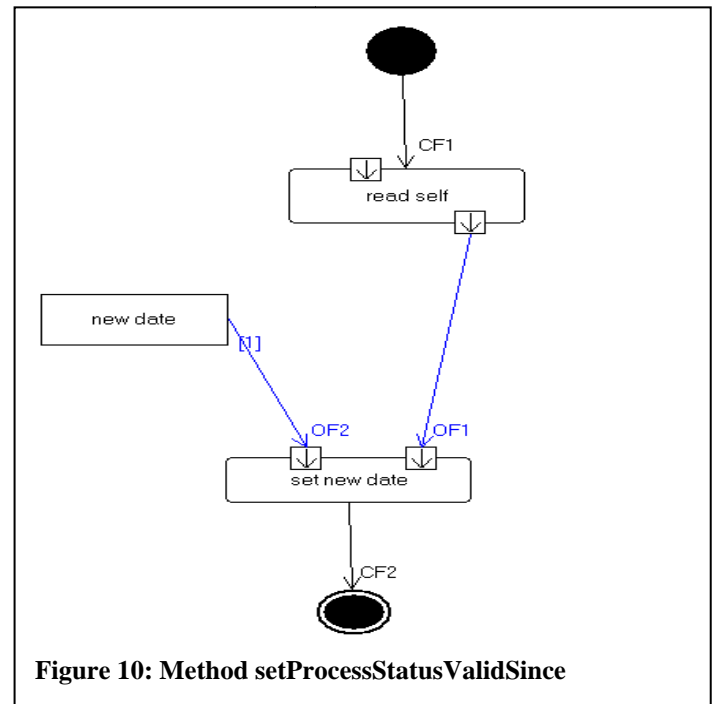 CF1
read self
new date
[1]
OF2
OF1
set new date
CF2
Figure 10: Method setProcessStatusValidSince